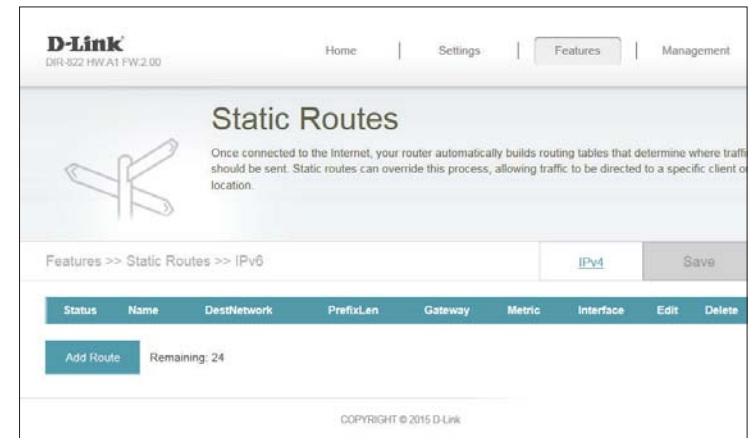 D-Link
DIR-822 HW.A1 FW.2.00
Home | Settings | Features | Management
Static Routes
Once connected to the Internet, your router automatically builds routing tables that determine where traffi
should be sent. Static routes can override this process, allowing traffic to be directed to a specific client o
location.
Features >> Static Routes >> IPv6
IPv4
Save
Status Name DestNetwork PrefixLen Gateway Metric Interface Edit Delete
Add Route Remaining: 24
COPYRIGHT © 2015 D-Link